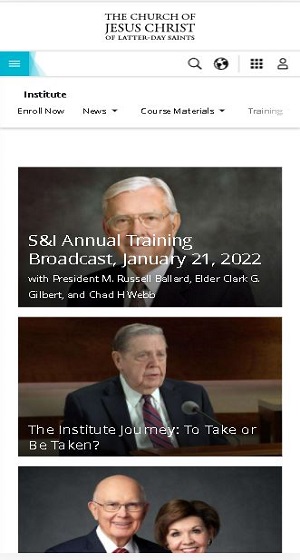 THE CHURCH OF
JESUS CHRIST
OF LATTER-DAY SAINTS
Institute
Enroll Now News Course Materials Training
S&I Annual Training
Broadcast, January 21, 2022
with President M. Russell Ballard, Elder Clark G.
Gilbert, and Chad H Webb
The Institute Journey: To Take or
Be Taken?